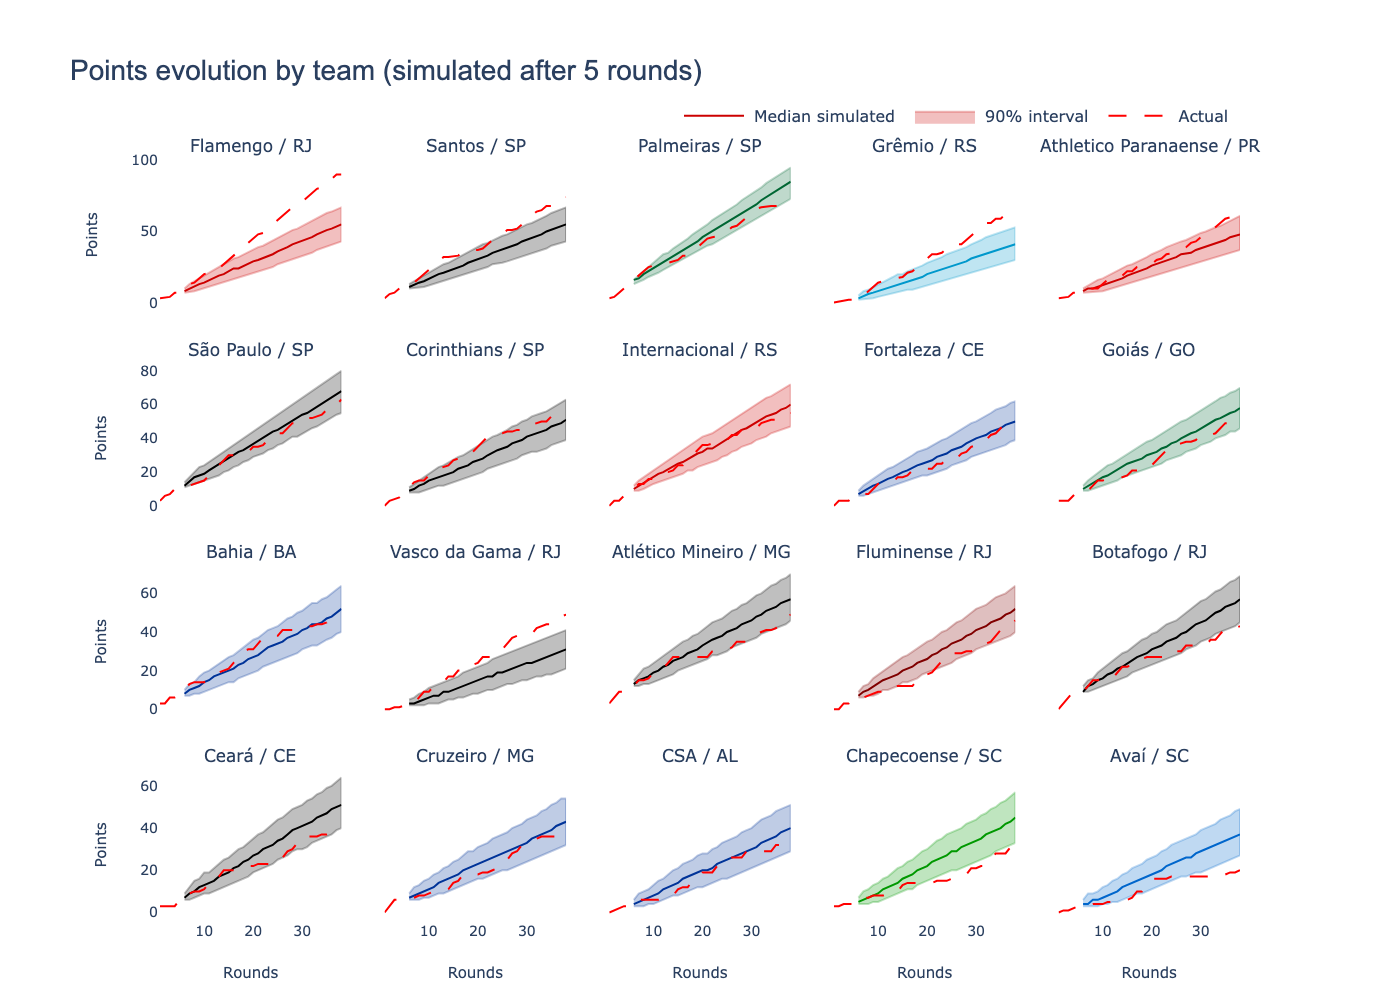 Points evolution by team (simulated after 5 rounds)
Median simulated 90% interval Actual
Flamengo / RJ Santos / SP Palmeiras / SP Grêmio / RS Athletico Paranaense / PR
100
50
0
Points
São Paulo / SP Corinthians / SP Internacional / RS Fortaleza / CE Goiás / GO
80
60
40
20
0
Points
Bahia / BA Vasco da Gama / RJ Atlético Mineiro / MG Fluminense / RJ Botafogo / RJ
60
40
20
0
Points
Ceará / CE Cruzeiro / MG CSA / AL Chapecoense / SC Avaí / SC
60
40
20
0
Points
10 20 30 10 20 30 10 20 30 10 20 30 10 20 30
Rounds Rounds Rounds Rounds Rounds